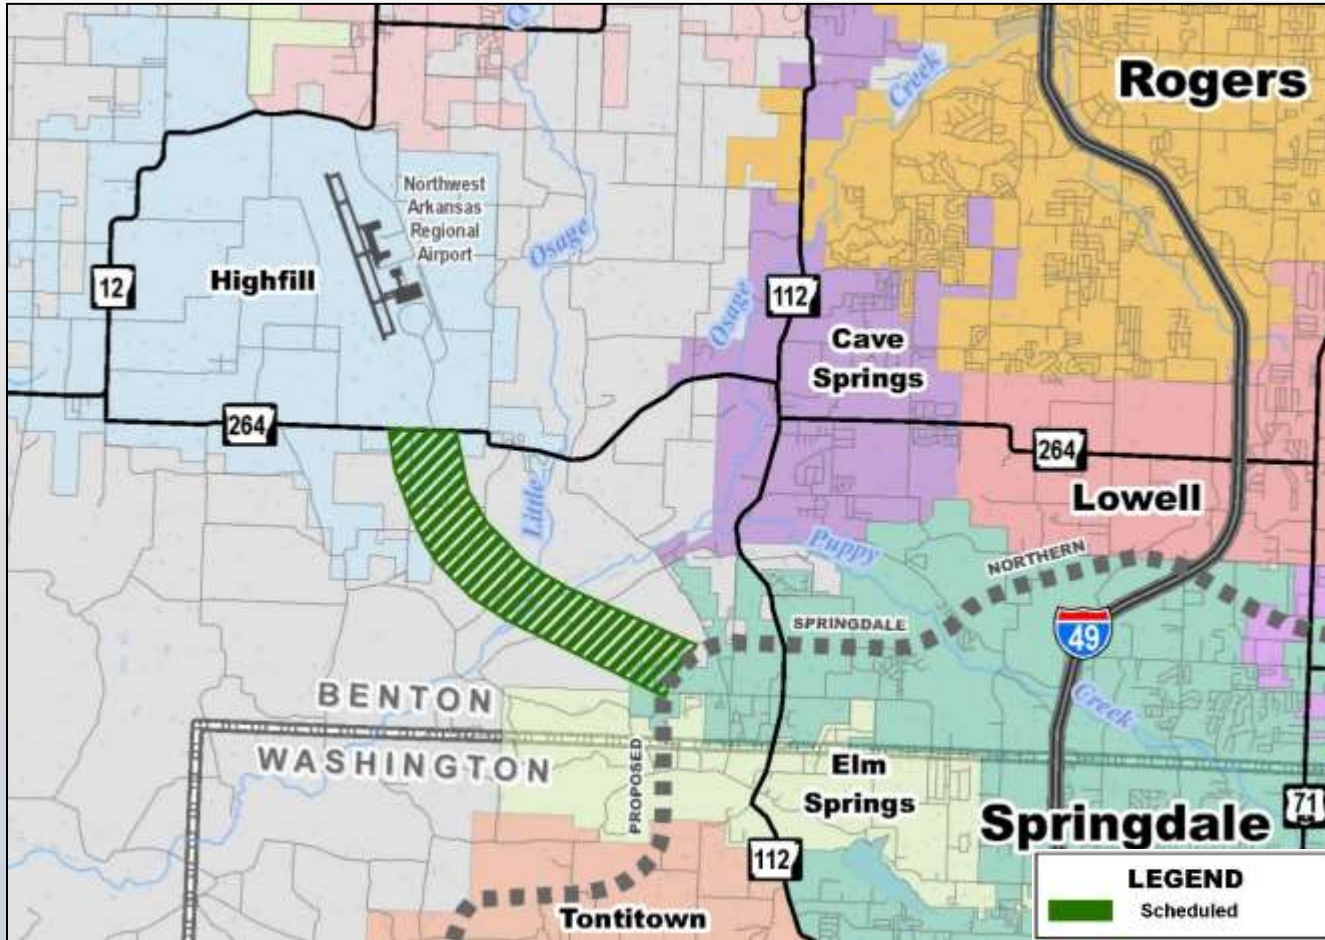 Creek
Rogers
Northwest
Arkansas
Regional
Airport
Osage
Highfill
12
112
Osage
Cave
Springs
264
264
Lowell
Little
Puppy
NORTHERN
SPRINGDALE
49
BENTON
WASHINGTON
Creek
PROPOSED
Elm
Springs
71
Springdale
112
LEGEND
Scheduled
Tontitown